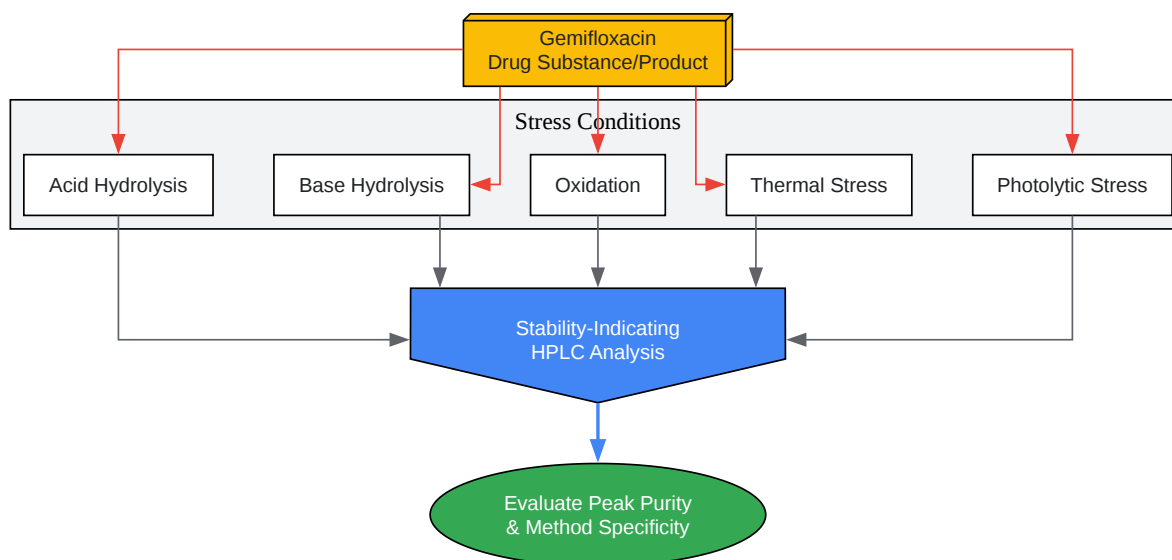 Gemifloxacin
Drug Substance/Product
Stress Conditions
Acid Hydrolysis
Base Hydrolysis
Oxidation
Thermal Stress
Photolytic Stress
Stability-Indicating
HPLC Analysis
Evaluate Peak Purity
& Method Specificity